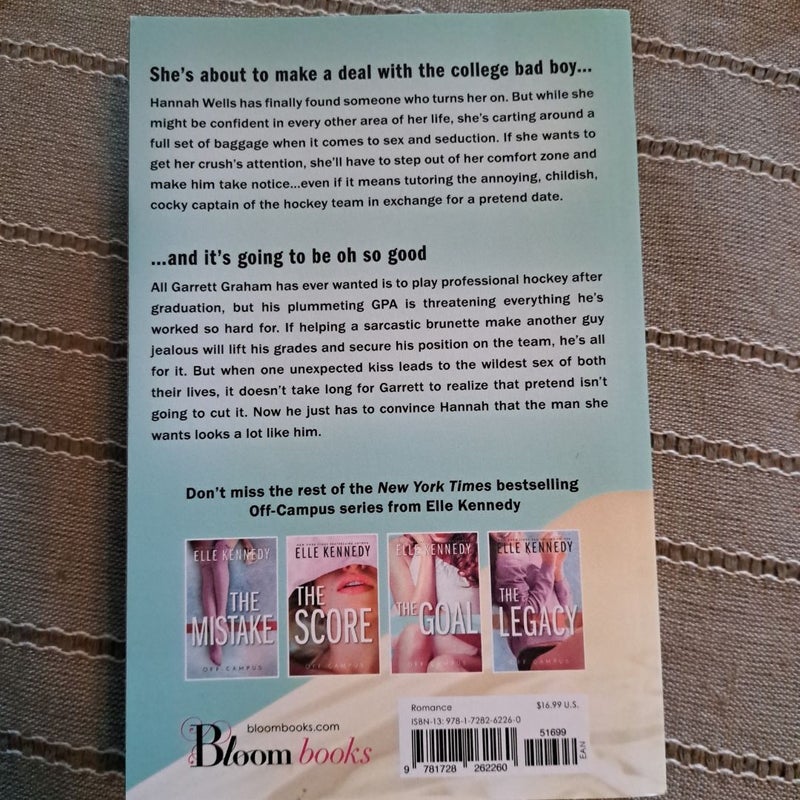 She's about to make a deal with the college bad boy...
Hannah Wells has finally found someone who turns her on. But while she
might be confident in every other area of her life, she's carting around a
full set of baggage when it comes to sex and seduction. If she wants to
get her crush's attention, she'll have to step out of her comfort zone and
make him take notice...even if it means tutoring the annoying, childish,
cocky captain of the hockey team in exchange for a pretend date.
...and it's going to be oh so good
All Garrett Graham has ever wanted is to play professional hockey after
graduation, but his plummeting GPA is threatening everything he's
worked so hard for. If helping a sarcastic brunette make another guy
jealous will lift his grades and secure his position on the team, he's all
for it. But when one unexpected kiss leads to the wildest sex of both
their lives, it doesn't take long for Garrett to realize that pretend isn't
going to cut it. Now he just has to convince Hannah that the man she
wants looks a lot like him.
Don't miss the rest of the New York Times bestselling
Off-Campus series from Elle Kennedy
ELLE KENNEDY
THE
MISTAKE
OFF CAMPUS
ELLE KENNEDY
THE
SCORE
OFF CAMPUS
ELLE KENNEDY
THE GOAL
OFF CAMPUS
ELLE KENNEDY
THE
LEGACY
OFF CAMPUS
bloombooks.com
Bloom books
Romance
$16.99 U.S.
ISBN-13: 978-1-7282-6226-0
51699
EAN
9 781728 262260